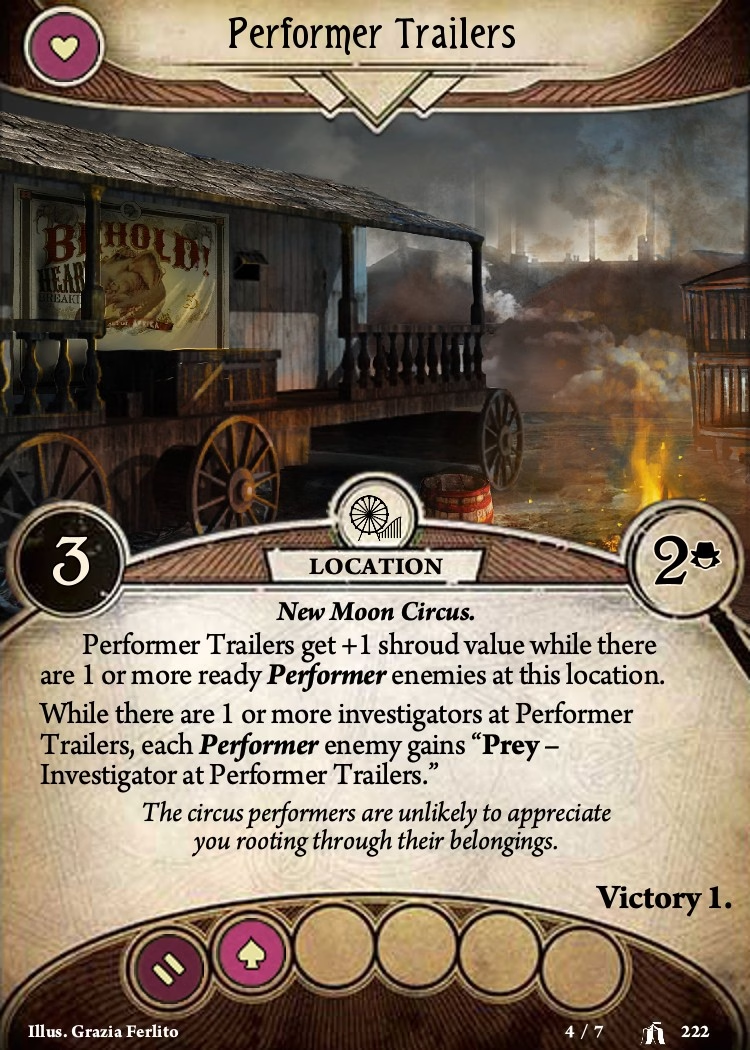 Performer Trailers
BEHOLD!
3
LOCATION
2
New Moon Circus.
Performer Trailers get +1 shroud value while there
are 1 or more ready Performer enemies at this location.
While there are 1 or more investigators at Performer
Trailers, each Performer enemy gains “Prey –
Investigator at Performer Trailers.”
The circus performers are unlikely to appreciate
you rooting through their belongings.
Victory 1.
Illus. Grazia Ferlito
4 / 7
222